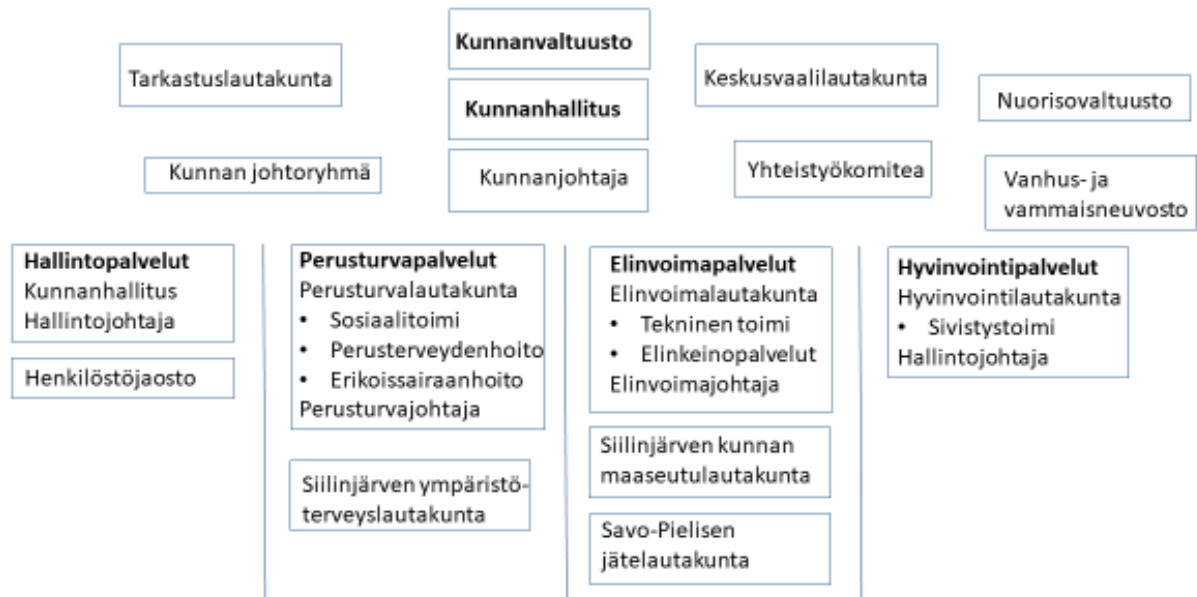 Kunnanvaltuusto
Tarkastuslautakunta
Keskusvaalilautakunta
Kunnanhallitus
Nuorisovaltuusto
Kunnan johtoryhmä
Kunnanjohtaja
Yhteistyökomitea
Vanhus- ja
vammaisneuvosto
Hallintopalvelut
Kunnanhallitus
Hallintojohtaja
Henkilöstöjaosto
Perusturvapalvelut
Perusturvalautakunta
• Sosiaalitoimi
• Perusterveydenhoito
• Erikoissairaanhoito
Perusturvajohtaja
Siilinjärven ympäristö-
terveyslautakunta
Elinvoimapalvelut
Elinvoimalautakunta
• Tekninen toimi
• Elinkeinopalvelut
Elinvoimajohtaja
Siilinjärven kunnan
maaseutulautakunta
Savo-Pielisen
jätelautakunta
Hyvinvointipalvelut
Hyvinvointilautakunta
• Sivistystoimi
Hallintojohtaja